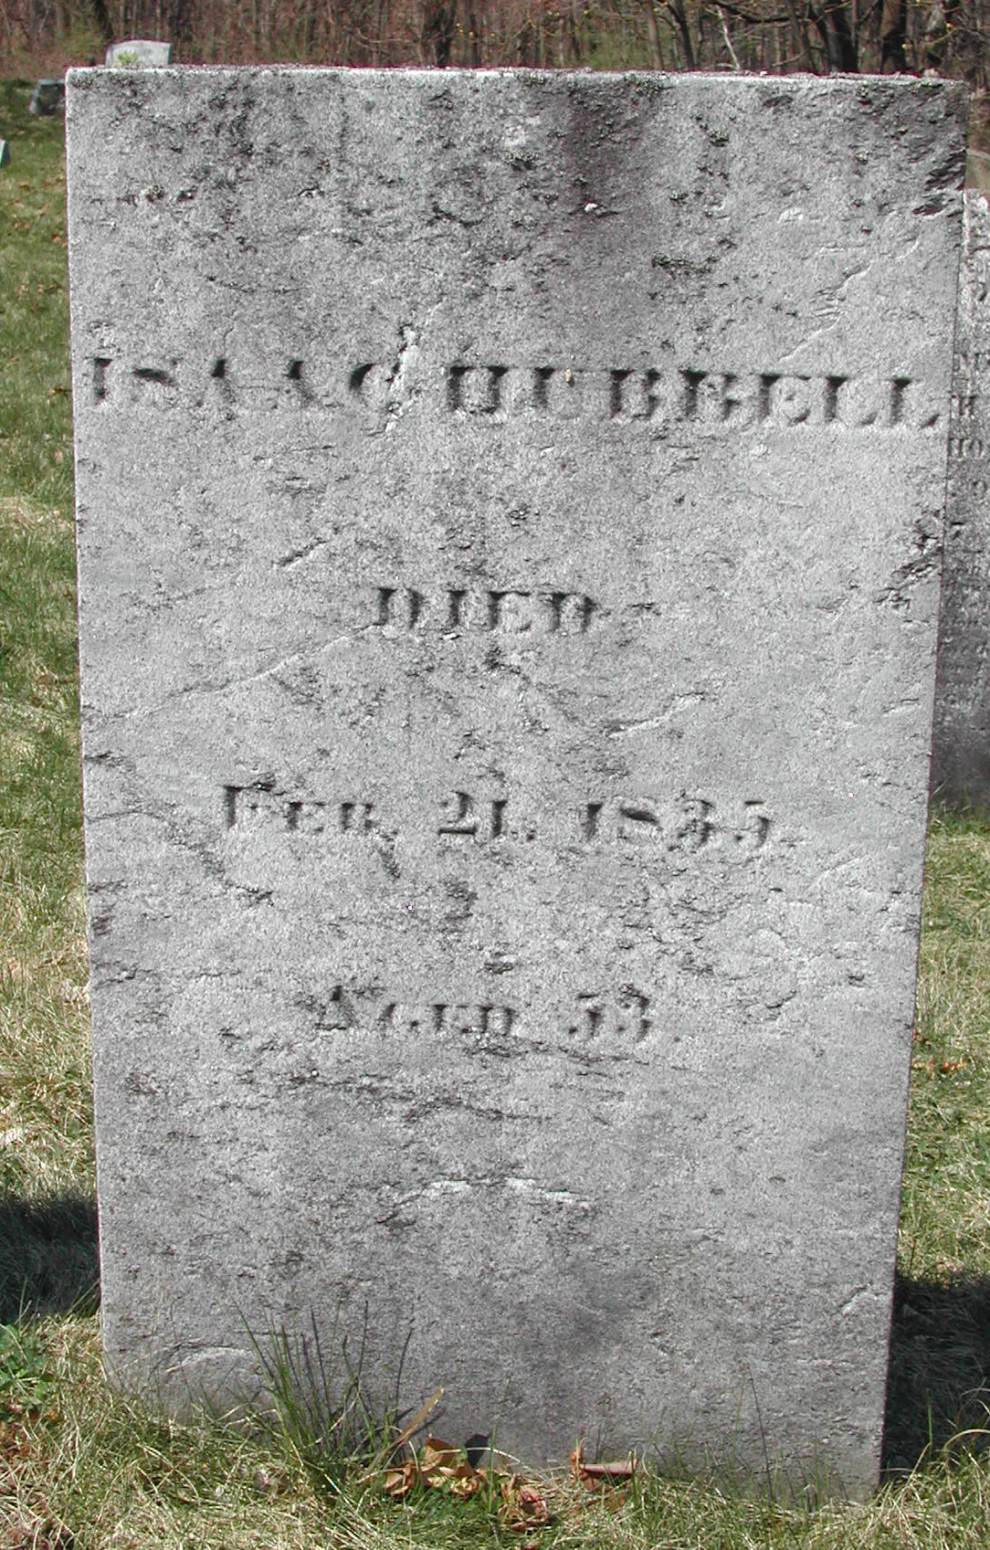 ISAAC HUBBELL
DIED
FEB. 21. 1835.
AGED 53